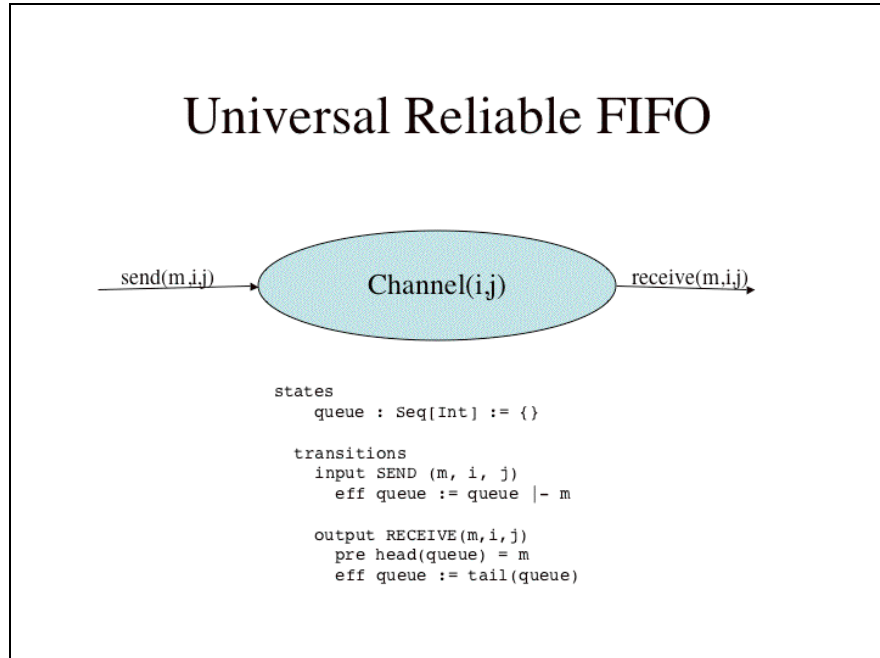 Universal Reliable FIFO
send(m,i,j)
Channel(i,j)
receive(m,i,j)
states
queue : Seq[Int] := {}
transitions
input SEND (m, i, j)
eff queue := queue |- m
output RECEIVE(m,i,j)
pre head(queue) = m
eff queue := tail(queue)